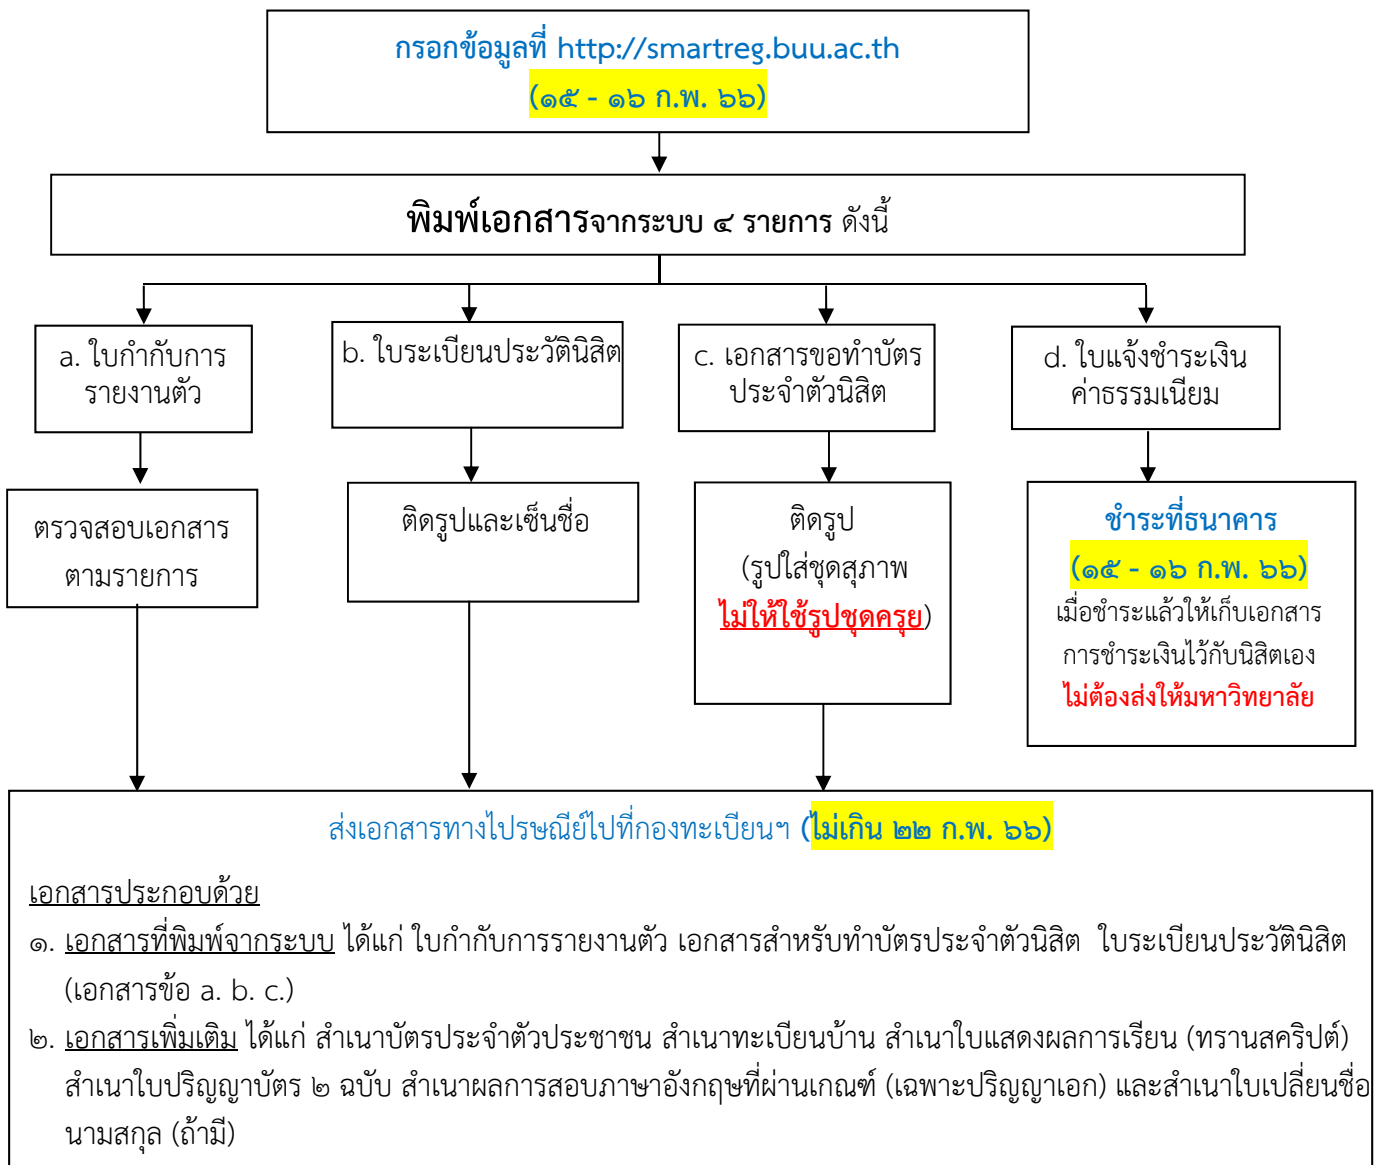 กรอกข้อมูลที่ http://smartreg.buu.ac.th
(๑๕ - ๑๖ ก.พ. ๖๖)
พิมพ์เอกสารจากระบบ ๔ รายการ ดังนี้
a. ใบกำกับการ
รายงานตัว
b. ใบระเบียนประวัตินิสิต
c. เอกสารขอทำบัตร
ประจำตัวนิสิต
d. ใบแจ้งชำระเงิน
ค่าธรรมเนียม
ตรวจสอบเอกสาร
ตามรายการ
ติดรูปและเซ็นชื่อ
ติดรูป
(รูปใส่ชุดสุภาพ
ไม่ให้ใช้รูปชุดครุย)
ชำระที่ธนาคาร
(๑๕ - ๑๖ ก.พ. ๖๖)
เมื่อชำระแล้วให้เก็บเอกสาร
การชำระเงินไว้กับนิสิตเอง
ไม่ต้องส่งให้มหาวิทยาลัย
ส่งเอกสารทางไปรษณีย์ไปที่กองทะเบียนฯ (ไม่เกิน ๒๒ ก.พ. ๖๖)
เอกสารประกอบด้วย
๑. เอกสารที่พิมพ์จากระบบ ได้แก่ ใบกำกับการรายงานตัว เอกสารสำหรับทำบัตรประจำตัวนิสิต ใบระเบียนประวัตินิสิต
(เอกสารข้อ a. b. c.)
๒. เอกสารเพิ่มเติม ได้แก่ สำเนาบัตรประจำตัวประชาชน สำเนาทะเบียนบ้าน สำเนาใบแสดงผลการเรียน (ทรานสคริปต์)
สำเนาใบปริญญาบัตร ๒ ฉบับ สำเนาผลการสอบภาษาอังกฤษที่ผ่านเกณฑ์ (เฉพาะปริญญาเอก) และสำเนาใบเปลี่ยนชื่อ
นามสกุล (ถ้ามี)